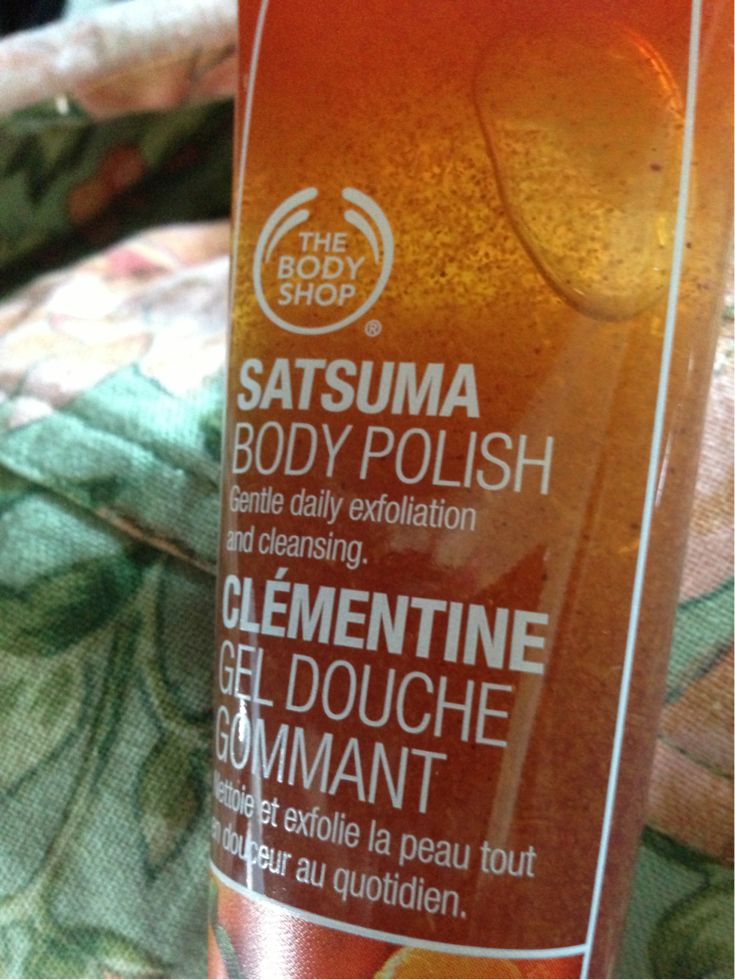 THE
BODY
SHOP
®
SATSUMA
BODY POLISH
Gentle daily exfoliation
and cleansing.
CLÉMENTINE
GEL DOUCHE
GOMMANT
Nettoie et exfolie la peau tout
en douceur au quotidien.